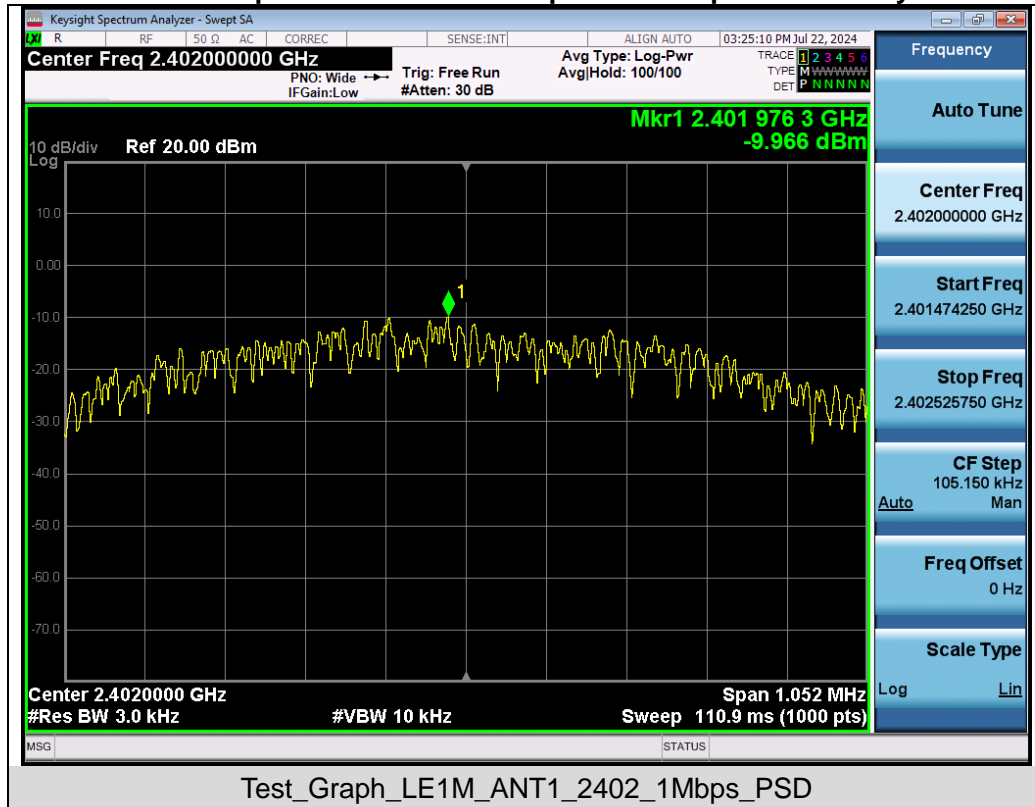 Keysight Spectrum Analyzer - Swept SA
LXI R RF 50 Ω AC CORREC SENSE:INT ALIGN AUTO 03:25:10 PM Jul 22, 2024
Center Freq 2.402000000 GHz
PNO: Wide
IFGain:Low
Trig: Free Run
#Atten: 30 dB
Avg Type: Log-Pwr
Avg|Hold: 100/100
TRACE 1 2 3 4 5 6
TYPE M WWWWW
DET P N N N N N
Mkr1 2.401 976 3 GHz
-9.966 dBm
10 dB/div Ref 20.00 dBm
Log
10.0
0.00
-10.0
-20.0
-30.0
-40.0
-50.0
-60.0
-70.0
1
Center 2.4020000 GHz Span 1.052 MHz
#Res BW 3.0 kHz #VBW 10 kHz Sweep 110.9 ms (1000 pts)
MSG STATUS
Frequency
Auto Tune
Center Freq
2.402000000 GHz
Start Freq
2.401474250 GHz
Stop Freq
2.402525750 GHz
CF Step
105.150 kHz
Auto Man
Freq Offset
0 Hz
Scale Type
Log Lin
Test_Graph_LE1M_ANT1_2402_1Mbps_PSD